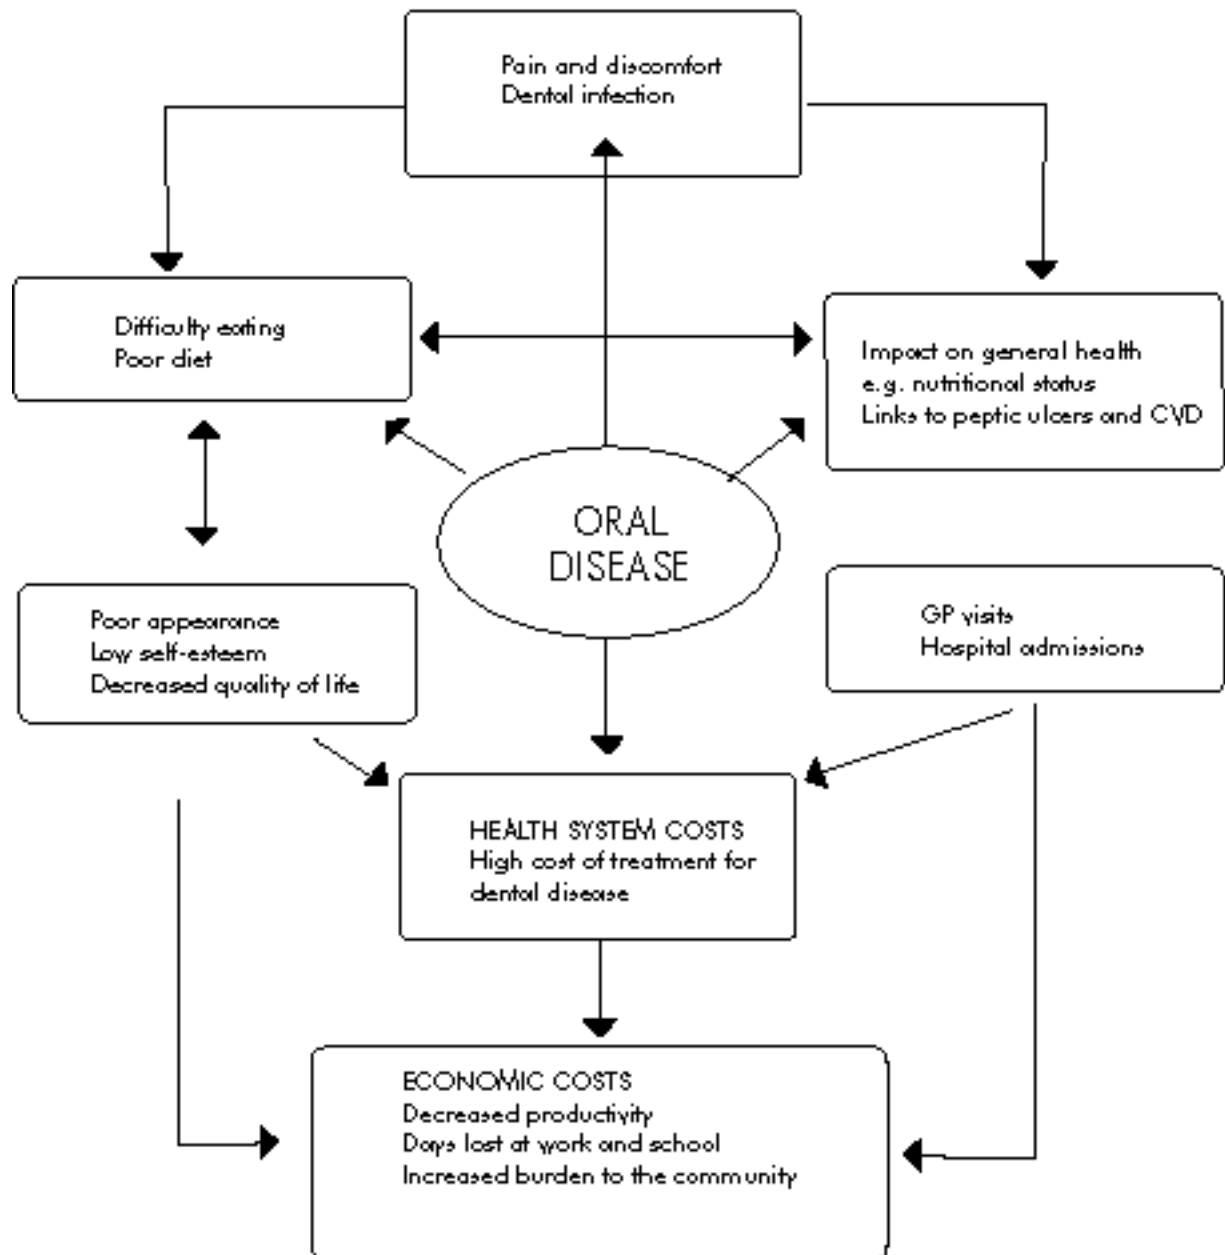 Pain and discomfort
Dental infection
Difficulty eating
Poor diet
Impact on general health
e.g. nutritional status
Links to peptic ulcers and CVD
ORAL
DISEASE
Poor appearance
Low self-esteem
Decreased quality of life
GP visits
Hospital admissions
HEALTH SYSTEM COSTS
High cost of treatment for
dental disease
ECONOMIC COSTS
Decreased productivity
Days lost at work and school
Increased burden to the community